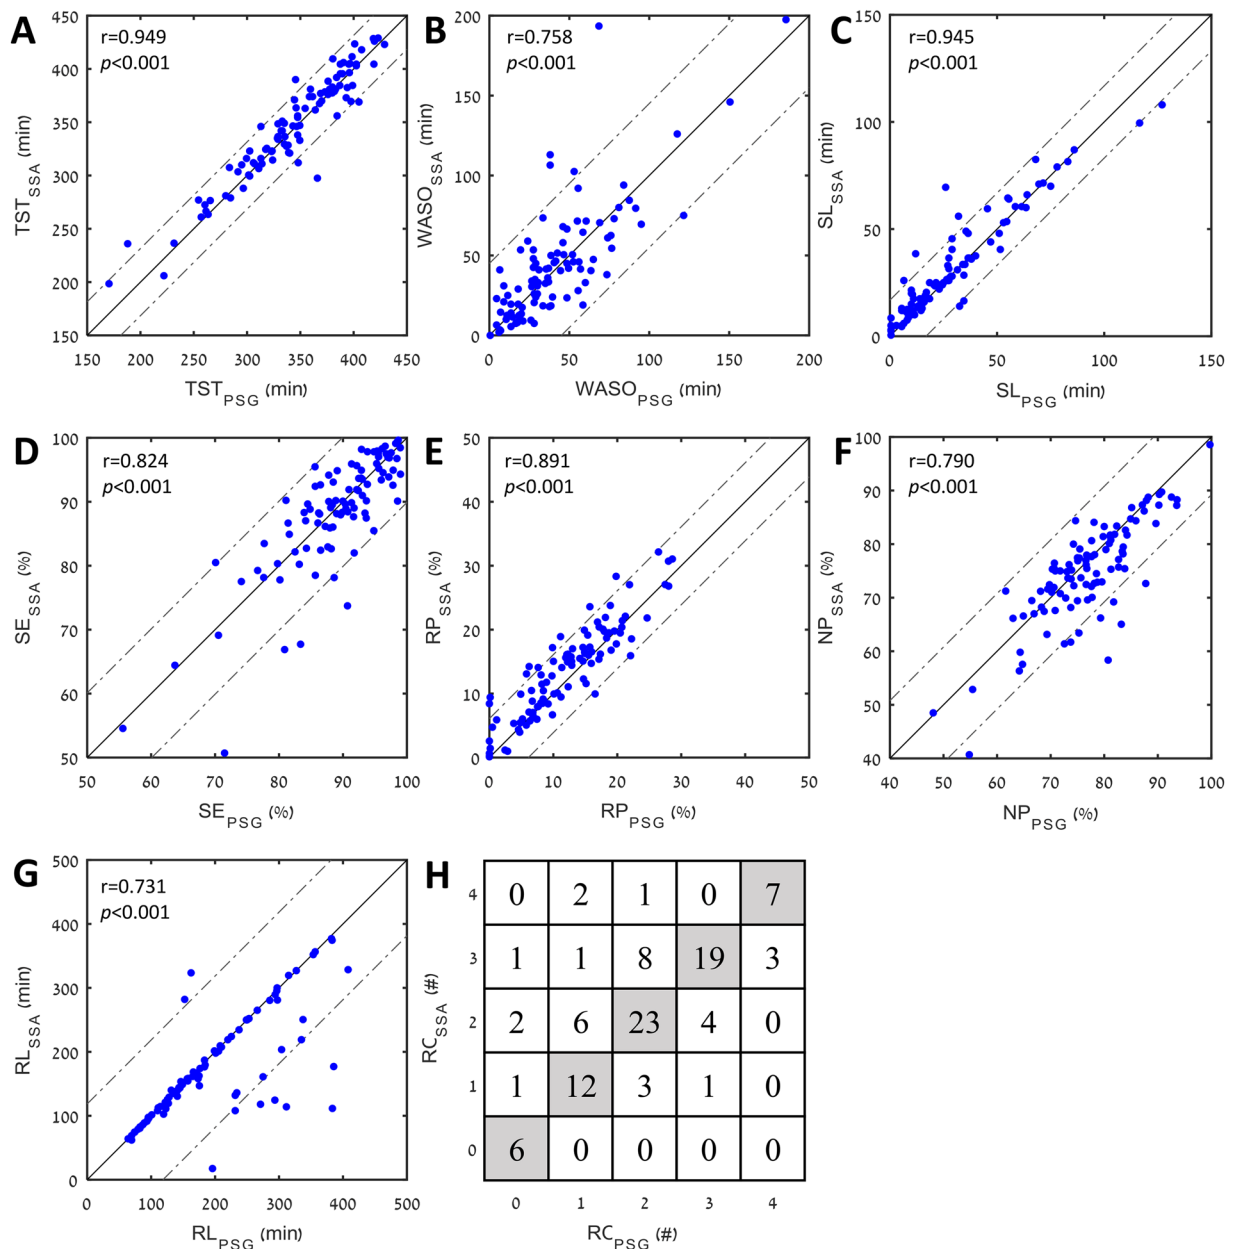 A
r=0.949
p<0.001
450
400
350
300
250
200
150
150 200 250 300 350 400 450
TST_SSA (min)
TST_PSG (min)
B
r=0.758
p<0.001
200
150
100
50
0
0 50 100 150 200
WASO_SSA (min)
WASO_PSG (min)
C
r=0.945
p<0.001
150
100
50
0
0 50 100 150
SL_SSA (min)
SL_PSG (min)
D
r=0.824
p<0.001
100
90
80
70
60
50
50 60 70 80 90 100
SE_SSA (%)
SE_PSG (%)
E
r=0.891
p<0.001
50
40
30
20
10
0
0 10 20 30 40 50
RP_SSA (%)
RP_PSG (%)
F
r=0.790
p<0.001
100
90
80
70
60
50
40
40 50 60 70 80 90 100
NP_SSA (%)
NP_PSG (%)
G
r=0.731
p<0.001
500
400
300
200
100
0
0 100 200 300 400 500
RL_SSA (min)
RL_PSG (min)
H
4 0 2 1 0 7
3 1 1 8 19 3
2 2 6 23 4 0
1 1 12 3 1 0
0 6 0 0 0 0
0 1 2 3 4
RC_SSA (#)
RC_PSG (#)